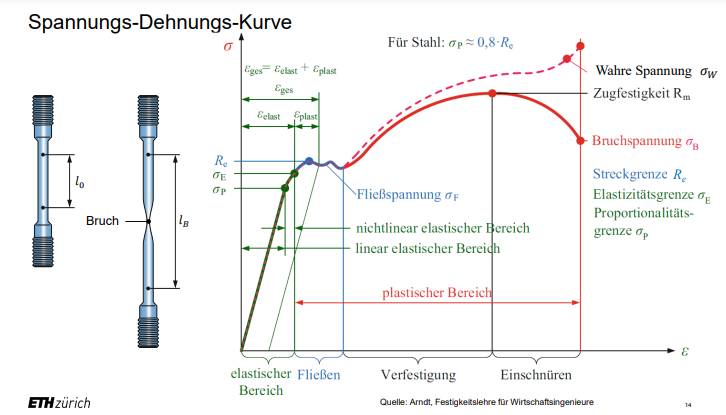 Spannungs-Dehnungs-Kurve
σ
Für Stahl: σP ≈ 0,8·Re
εges= εelast + εplast
εges
εelast
εplast
Wahre Spannung σW
Zugfestigkeit Rm
Bruchspannung σB
Re
σE
σP
Streckgrenze Re
Elastizitätsgrenze σE
Proportionalitäts-
grenze σP
Fließspannung σF
l0
Bruch
lB
nichtlinear elastischer Bereich
linear elastischer Bereich
plastischer Bereich
ε
elastischer
Bereich
Fließen
Verfestigung
Einschnüren
ETH zürich
Quelle: Arndt, Festigkeitslehre für Wirtschaftsingenieure
14